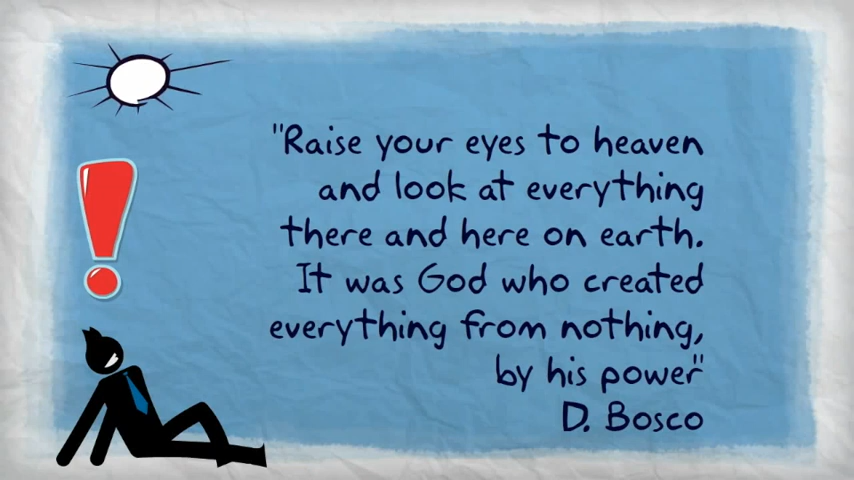 "Raise your eyes to heaven
and look at everything
there and here on earth.
It was God who created
everything from nothing,
by his power"
D. Bosco